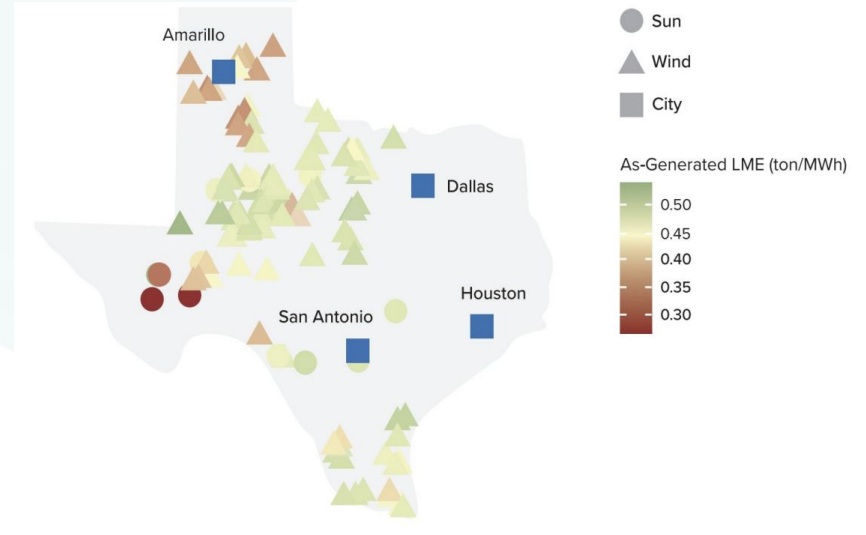 Amarillo
Dallas
Houston
San Antonio
Sun
Wind
City
As-Generated LME (ton/MWh)
0.50
0.45
0.40
0.35
0.30